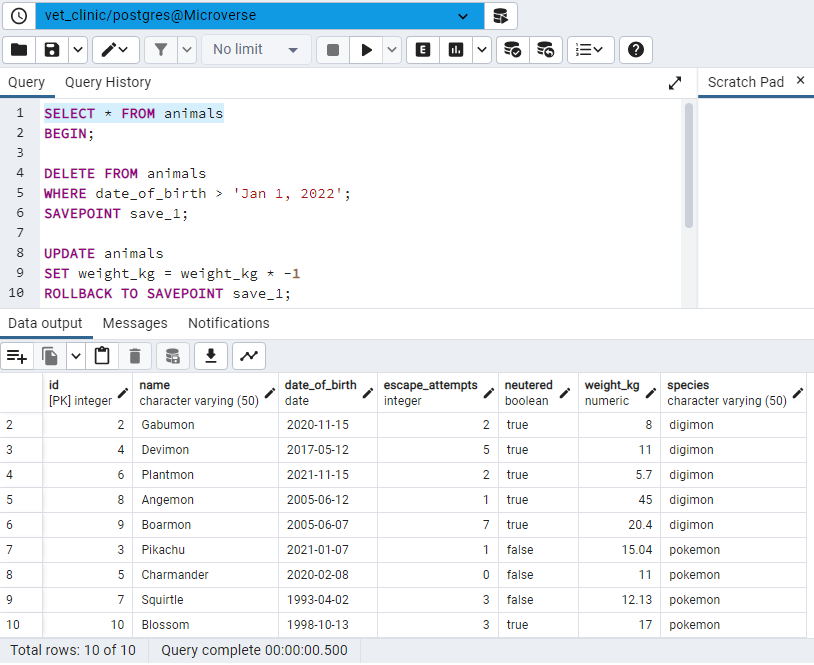 vet_clinic/postgres@Microverse
No limit
E
Query Query History
Scratch Pad ×
1 SELECT * FROM animals
2 BEGIN;
3
4 DELETE FROM animals
5 WHERE date_of_birth > 'Jan 1, 2022';
6 SAVEPOINT save_1;
7
8 UPDATE animals
9 SET weight_kg = weight_kg * -1
10 ROLLBACK TO SAVEPOINT save_1;
Data output Messages Notifications
id name date_of_birth escape_attempts neutered weight_kg species
[PK] integer character varying (50) date integer boolean numeric character varying (50)
2 2 Gabumon 2020-11-15 2 true 8 digimon
3 4 Devimon 2017-05-12 5 true 11 digimon
4 6 Plantmon 2021-11-15 2 true 5.7 digimon
5 8 Angemon 2005-06-12 1 true 45 digimon
6 9 Boarmon 2005-06-07 7 true 20.4 digimon
7 3 Pikachu 2021-01-07 1 false 15.04 pokemon
8 5 Charmander 2020-02-08 0 false 11 pokemon
9 7 Squirtle 1993-04-02 3 false 12.13 pokemon
10 10 Blossom 1998-10-13 3 true 17 pokemon
Total rows: 10 of 10 Query complete 00:00:00.500